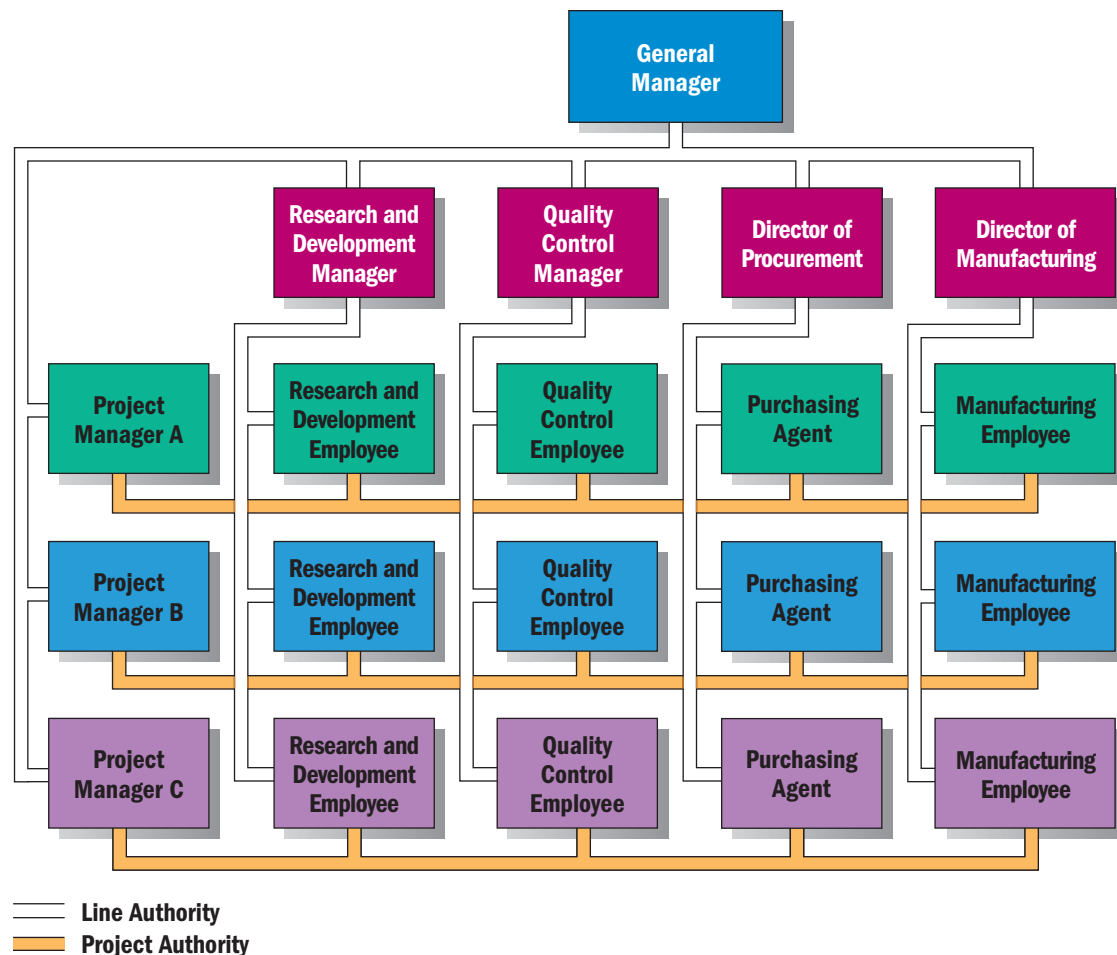 General
Manager
Research and
Development
Manager
Quality
Control
Manager
Director of
Procurement
Director of
Manufacturing
Project
Manager A
Research and
Development
Employee
Quality
Control
Employee
Purchasing
Agent
Manufacturing
Employee
Project
Manager B
Research and
Development
Employee
Quality
Control
Employee
Purchasing
Agent
Manufacturing
Employee
Project
Manager C
Research and
Development
Employee
Quality
Control
Employee
Purchasing
Agent
Manufacturing
Employee
Line Authority
Project Authority